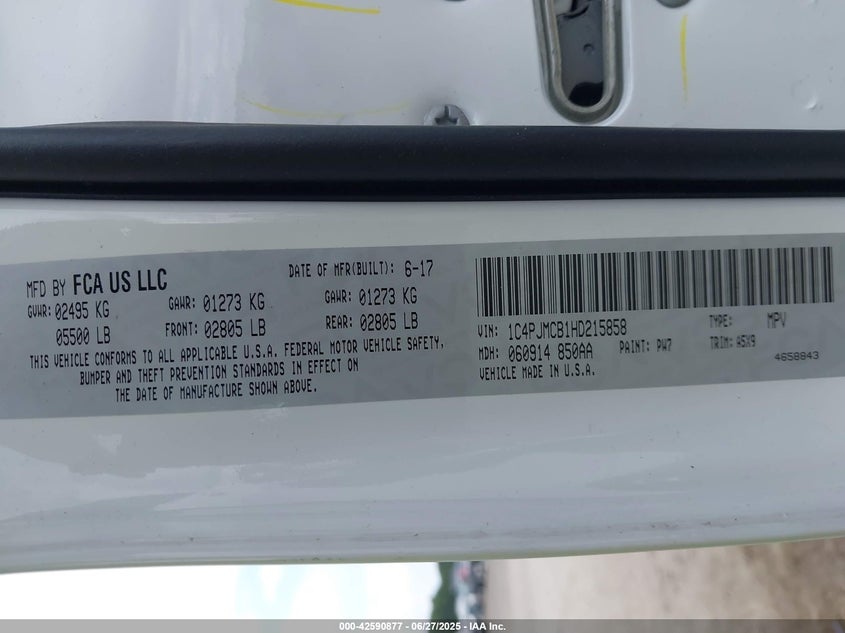 MFD BY FCA US LLC
DATE OF MFR(BUILT): 6-17
GVWR: 02495 KG
05500 LB
GAWR: 01273 KG
FRONT: 02805 LB
GAWR: 01273 KG
REAR: 02805 LB
THIS VEHICLE CONFORMS TO ALL APPLICABLE U.S.A. FEDERAL MOTOR VEHICLE SAFETY,
BUMPER AND THEFT PREVENTION STANDARDS IN EFFECT ON
THE DATE OF MANUFACTURE SHOWN ABOVE.
VIN: 1C4PJMCB1HD215858
TYPE: MPV
MDH: 060914 850AA
PAINT: PW7
TRIM: A5X9
VEHICLE MADE IN U.S.A.
4658843
000-42590877 - 06/27/2025 - IAA Inc.